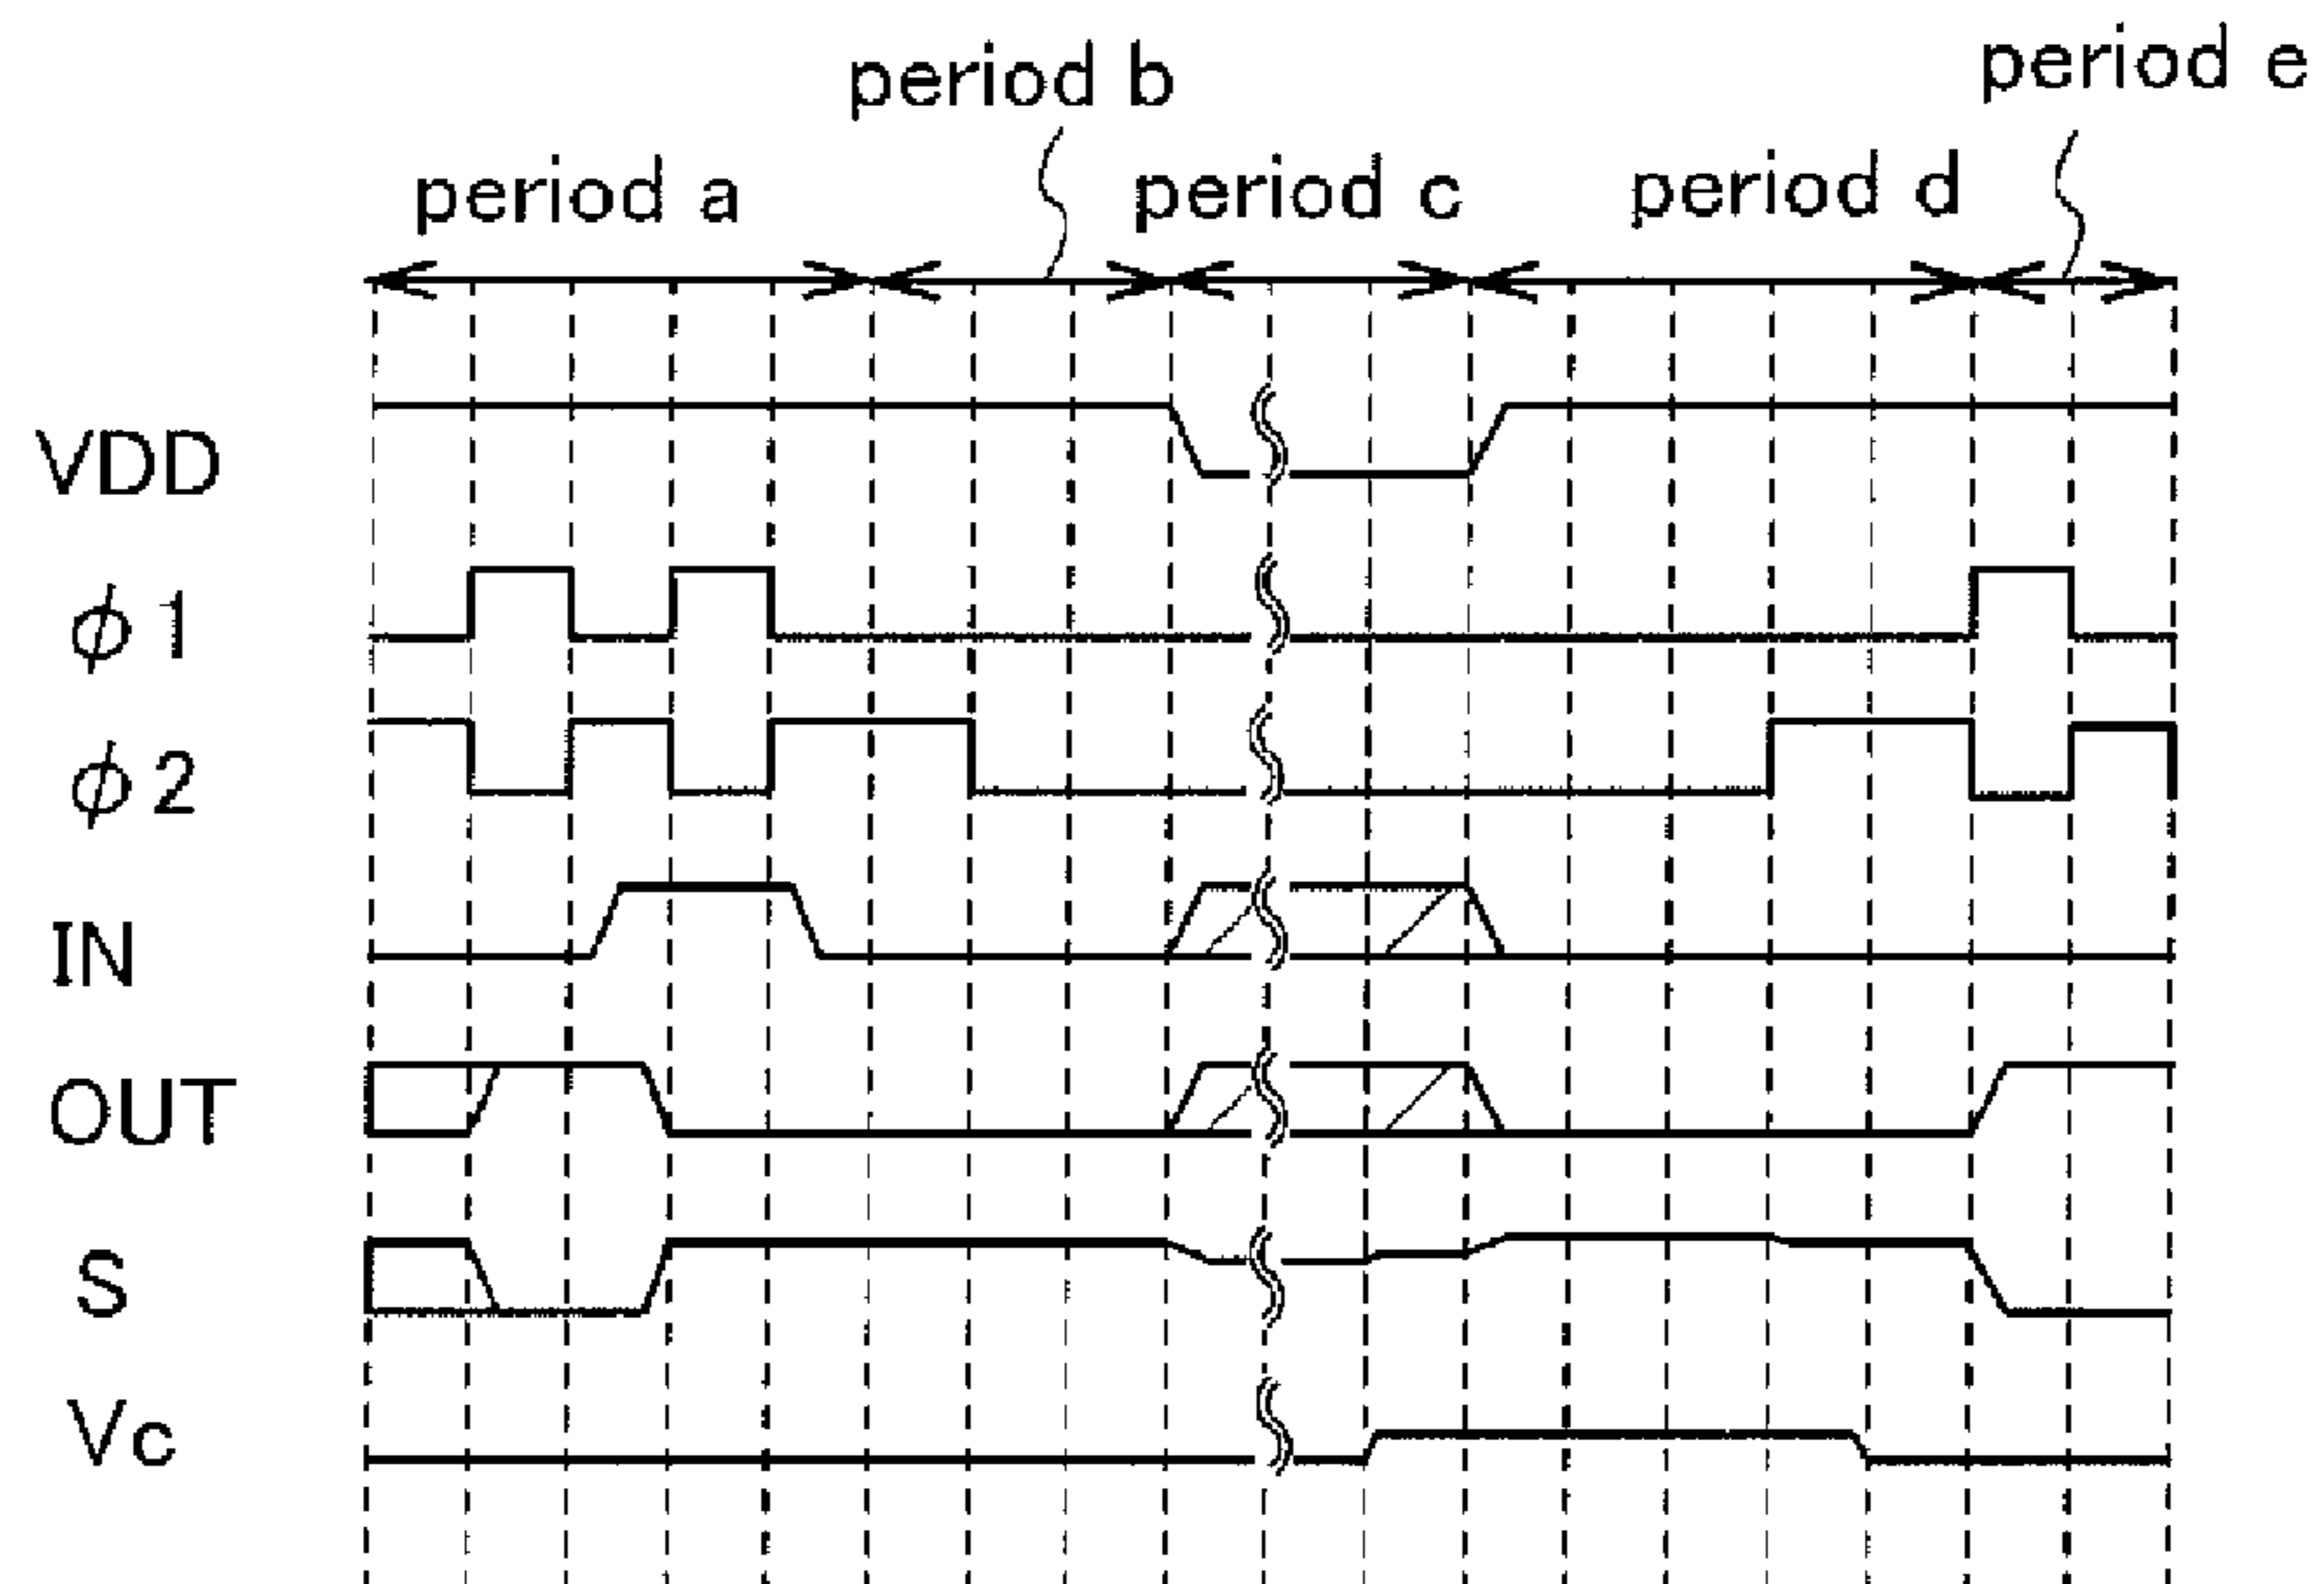 period b
period e
period a
period c
period d
VDD
ϕ1
ϕ2
IN
OUT
S
Vc